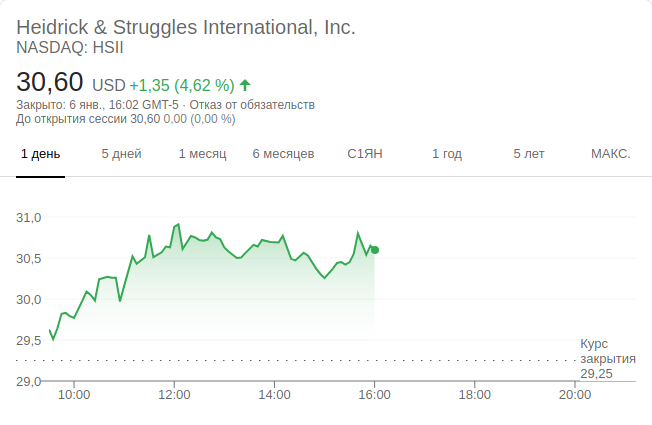 Heidrick & Struggles International, Inc.
NASDAQ: HSII
30,60 USD +1,35 (4,62 %)
Закрыто: 6 янв., 16:02 GMT-5 · Отказ от обязательств
До открытия сессии 30,60 0,00 (0,00 %)
1 день 5 дней 1 месяц 6 месяцев С1ЯН 1 год 5 лет МАКС.
31,0
30,5
30,0
29,5
Курс
закрытия
29,25
29,0
10:00 12:00 14:00 16:00 18:00 20:00